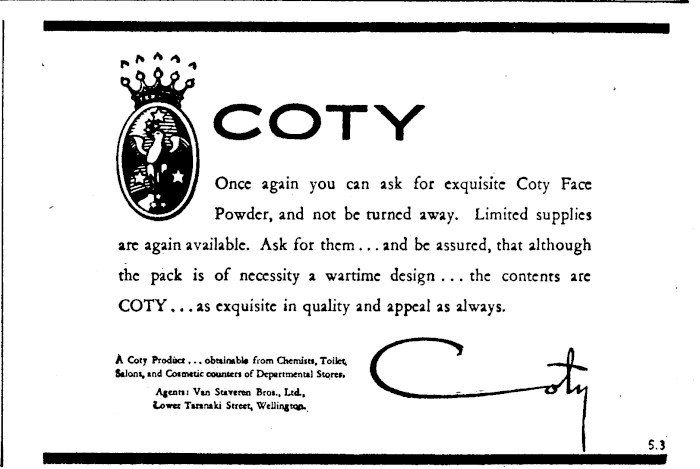 COTY
Once again you can ask for exquisite Coty Face
Powder, and not be turned away. Limited supplies
are again available. Ask for them ... and be assured, that although
the pack is of necessity a wartime design ... the contents are
COTY ... as exquisite in quality and appeal as always.
A Coty Product ... obtainable from Chemists, Toilet,
Salons, and Cosmetic counters of Departmental Stores.
Agents: Van Staveren Bros., Ltd.,
Lower Taranaki Street, Wellington.
Coty
5.3